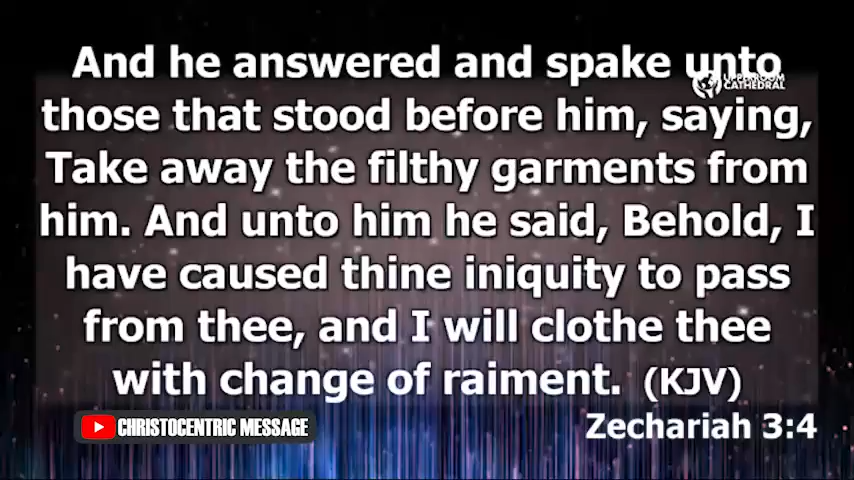 And he answered and spake unto
those that stood before him, saying,
Take away the filthy garments from
him. And unto him he said, Behold, I
have caused thine iniquity to pass
from thee, and I will clothe thee
with change of raiment. (KJV)
Zechariah 3:4
CHRISTOCENTRIC MESSAGE
UPPERROOM
CATHEDRAL